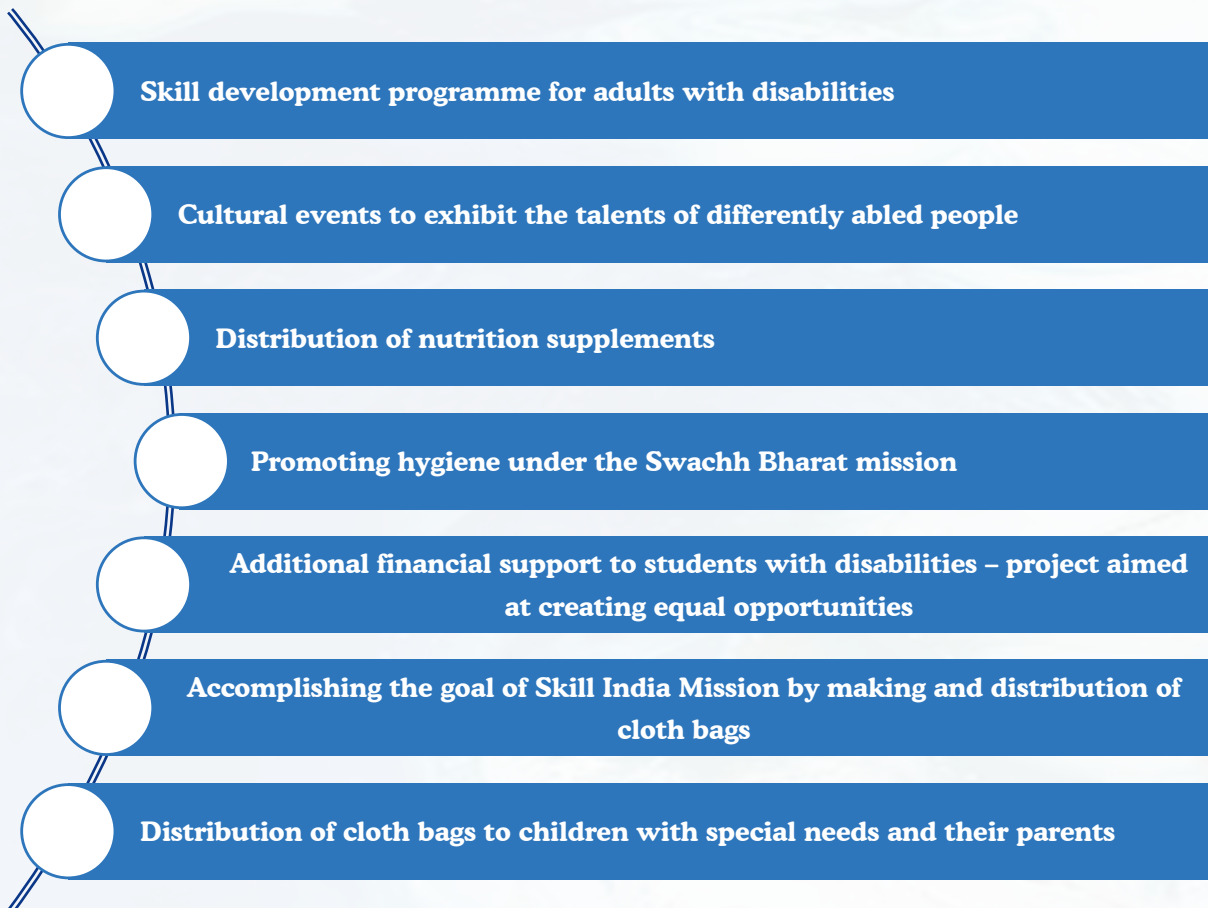 Skill development programme for adults with disabilities
Cultural events to exhibit the talents of differently abled people
Distribution of nutrition supplements
Promoting hygiene under the Swachh Bharat mission
Additional financial support to students with disabilities – project aimed
at creating equal opportunities
Accomplishing the goal of Skill India Mission by making and distribution of
cloth bags
Distribution of cloth bags to children with special needs and their parents